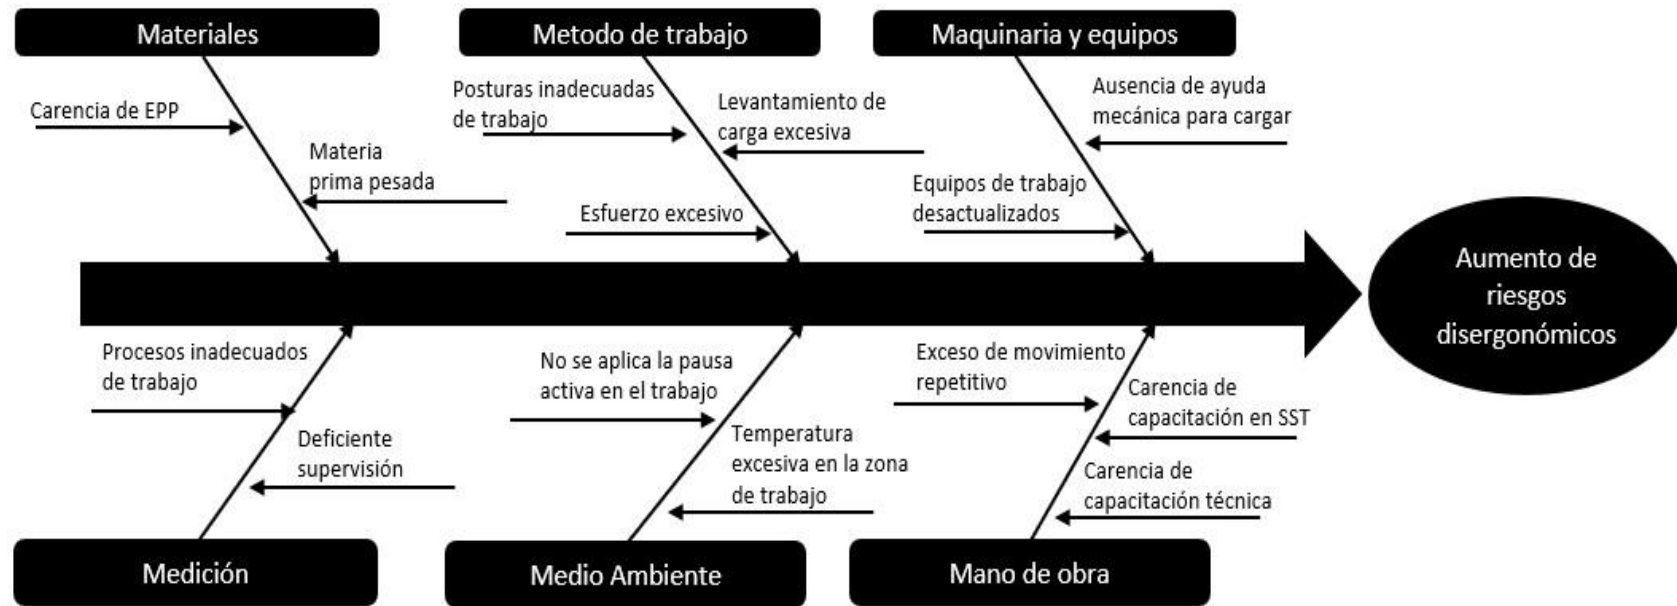 Materiales
Metodo de trabajo
Maquinaria y equipos
Carencia de EPP
Materia
prima pesada
Posturas inadecuadas
de trabajo
Levantamiento de
carga excesiva
Esfuerzo excesivo
Ausencia de ayuda
mecánica para cargar
Equipos de trabajo
desactualizados
Aumento de
riesgos
disergonómicos
Procesos inadecuados
de trabajo
Deficiente
supervisión
No se aplica la pausa
activa en el trabajo
Temperatura
excesiva en la zona
de trabajo
Exceso de movimiento
repetitivo
Carencia de
capacitación en SST
Carencia de
capacitación técnica
Medición
Medio Ambiente
Mano de obra